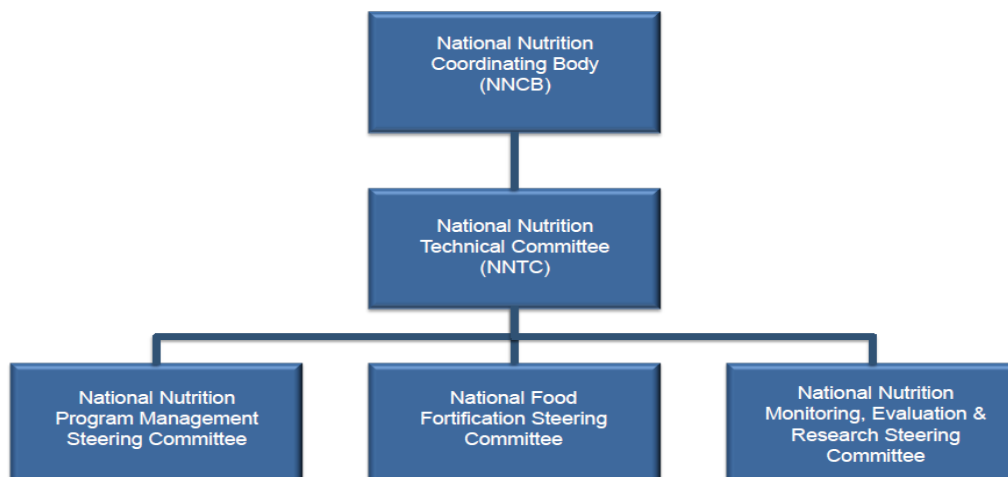 National Nutrition
Coordinating Body
(NNCB)
National Nutrition
Technical Committee
(NNTC)
National Nutrition
Program Management
Steering Committee
National Food
Fortification Steering
Committee
National Nutrition
Monitoring, Evaluation &
Research Steering
Committee